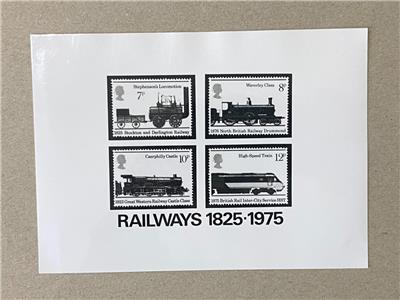 Stephenson's Locomotion
7p
1825 Stockton and Darlington Railway
Waverley Class
8p
1876 North British Railway Drummond
Caerphilly Castle
10p
1923 Great Western Railway Castle Class
High-Speed Train
12p
1975 British Rail Inter-City Service HST
RAILWAYS 1825·1975